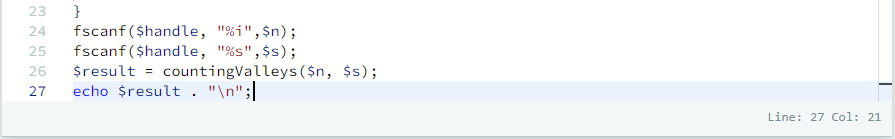 23 }
24 fscanf($handle, "%i",$n);
25 fscanf($handle, "%s",$s);
26 $result = countingValleys($n, $s);
27 echo $result . "\n";
Line: 27 Col: 21